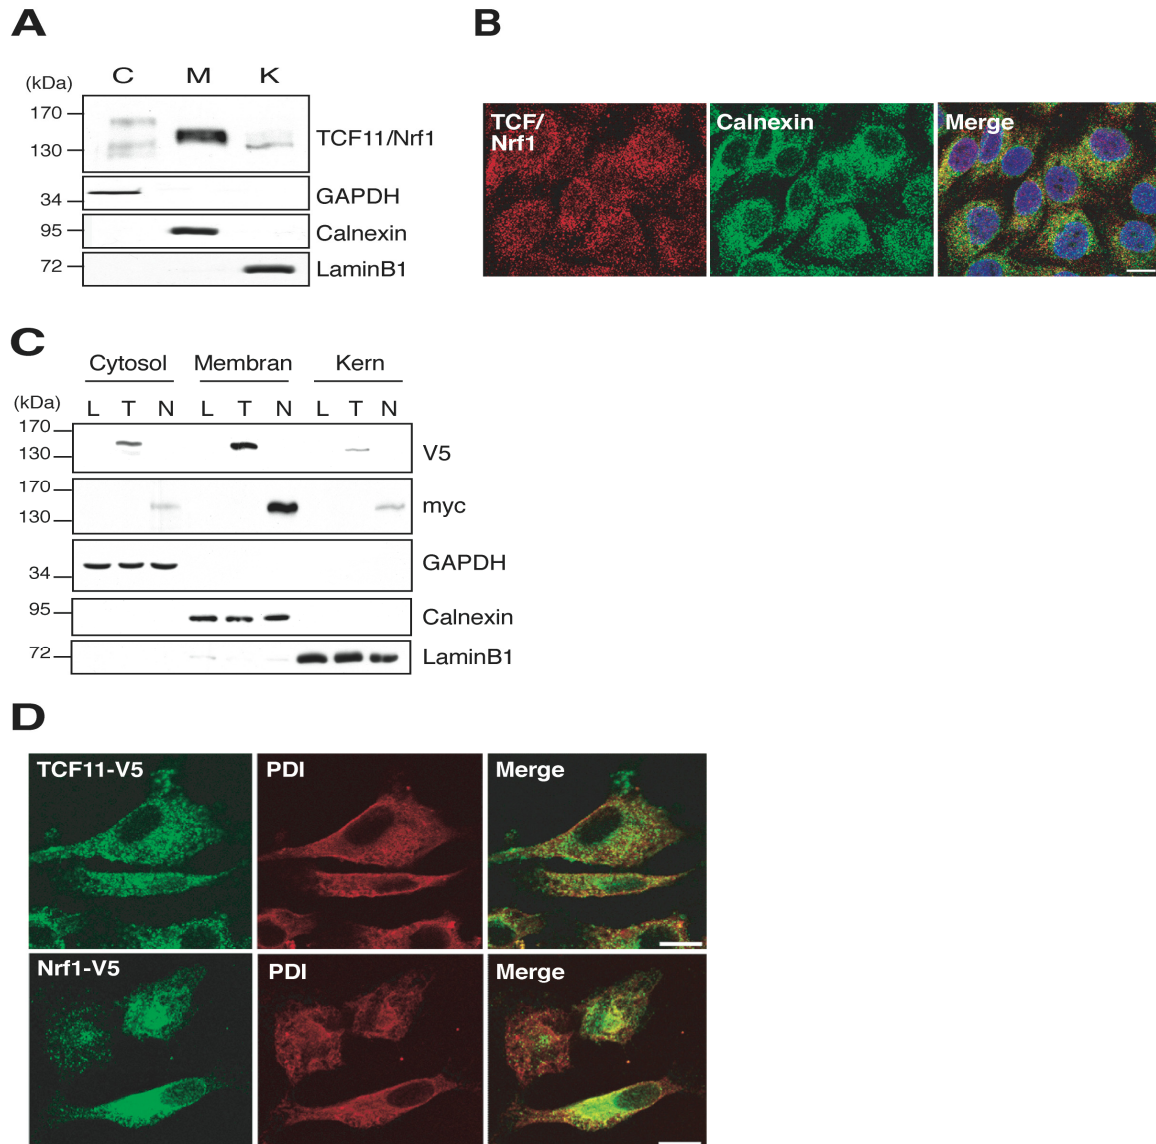 A
B
C M K
(kDa)
170
130
TCF11/Nrf1
34
GAPDH
95
Calnexin
72
LaminB1
TCF/
Nrf1
Calnexin
Merge
C
Cytosol Membran Kern
(kDa)
L T N L T N L T N
170
130
V5
170
130
myc
34
GAPDH
95
Calnexin
72
LaminB1
D
TCF11-V5
PDI
Merge
Nrf1-V5
PDI
Merge